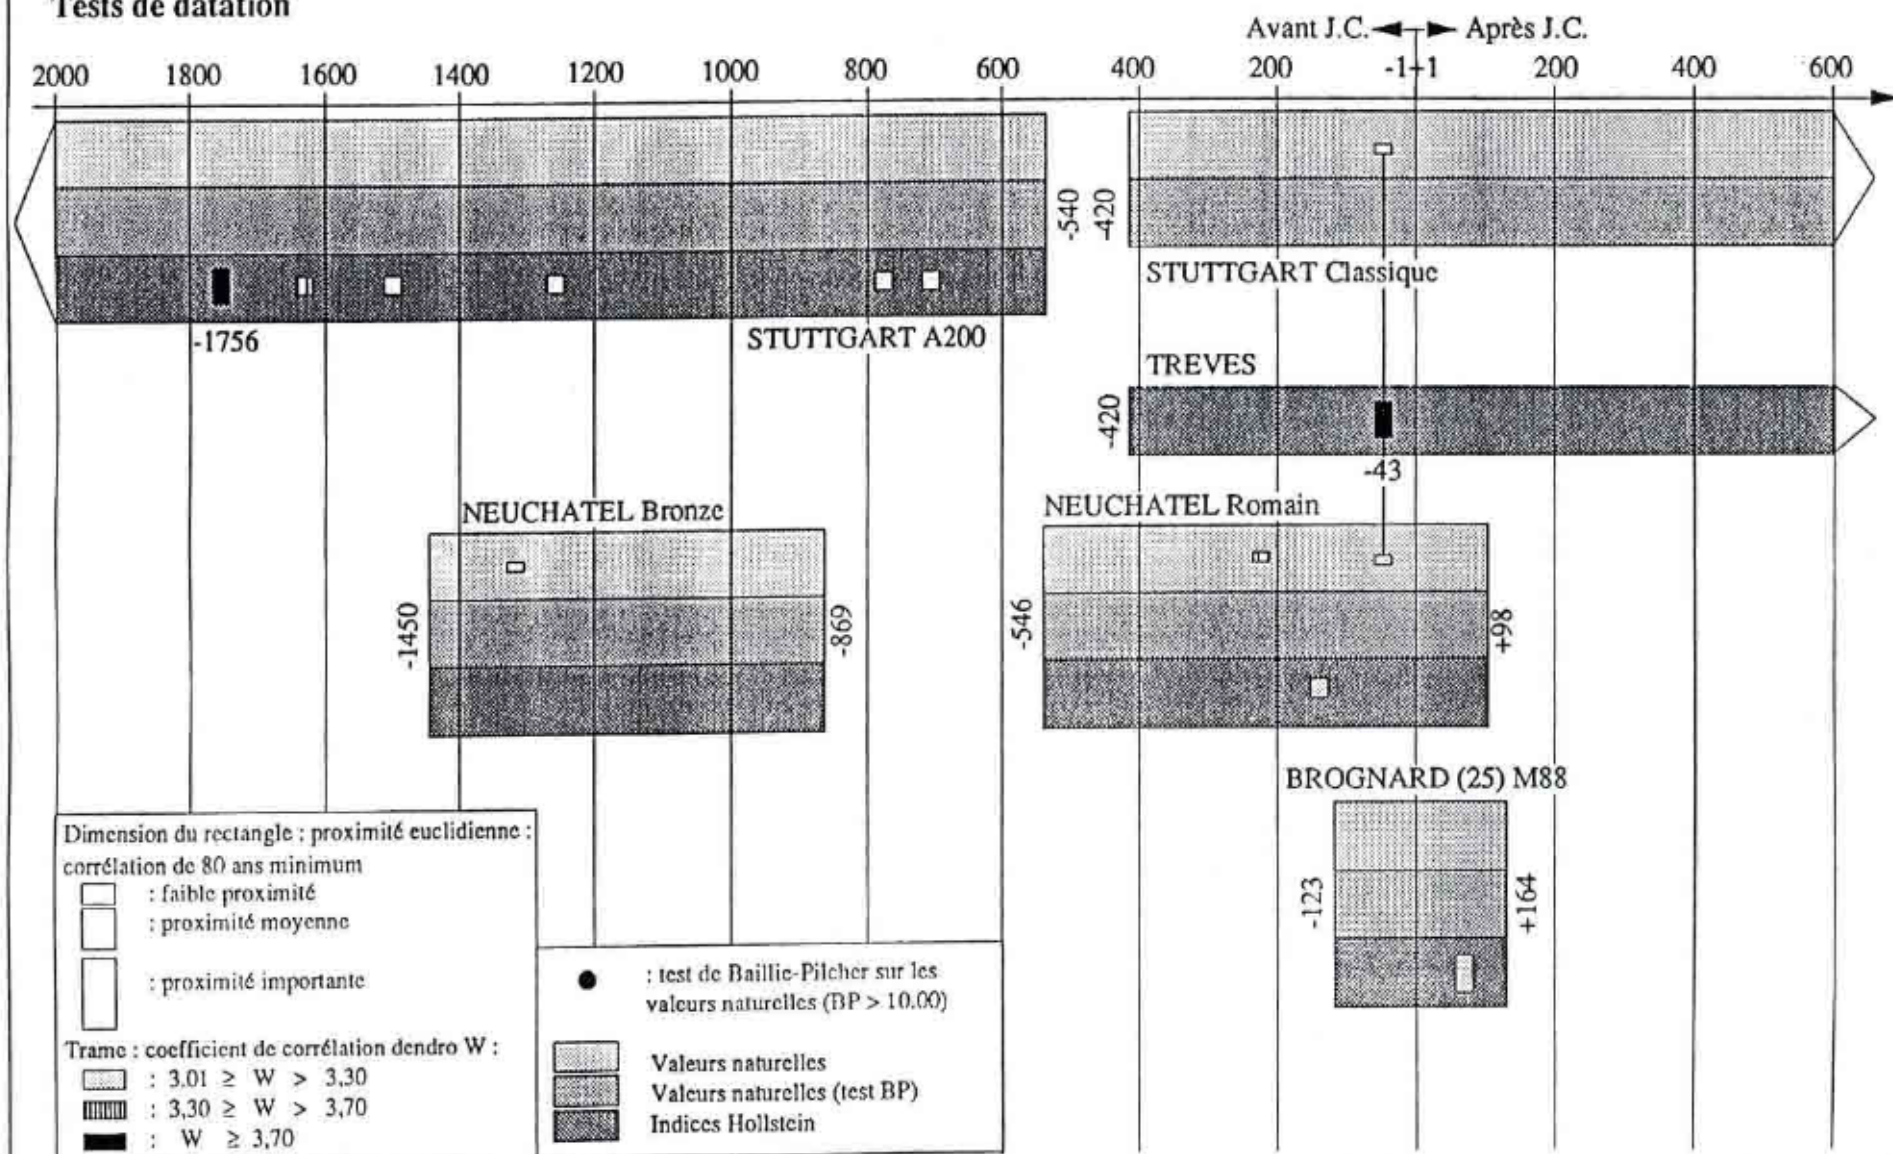 Tests de datation
Avant J.C. Après J.C.
2000 1800 1600 1400 1200 1000 800 600 400 200 -1+1 200 400 600
-540
-420
-1756
STUTTGART A200
STUTTGART Classique
TREVES
-420
-43
NEUCHATEL Bronze
-1450
-869
NEUCHATEL Romain
-546
+98
BROGNARD (25) M88
-123
+164
Dimension du rectangle : proximité euclidienne :
corrélation de 80 ans minimum
: faible proximité
: proximité moyenne
: proximité importante
Trame : coefficient de corrélation dendro W :
: 3.01 ≥ W > 3,30
: 3,30 ≥ W > 3,70
: W ≥ 3,70
: test de Baillie-Pilcher sur les
valeurs naturelles (BP > 10.00)
Valeurs naturelles
Valeurs naturelles (test BP)
Indices Hollstein